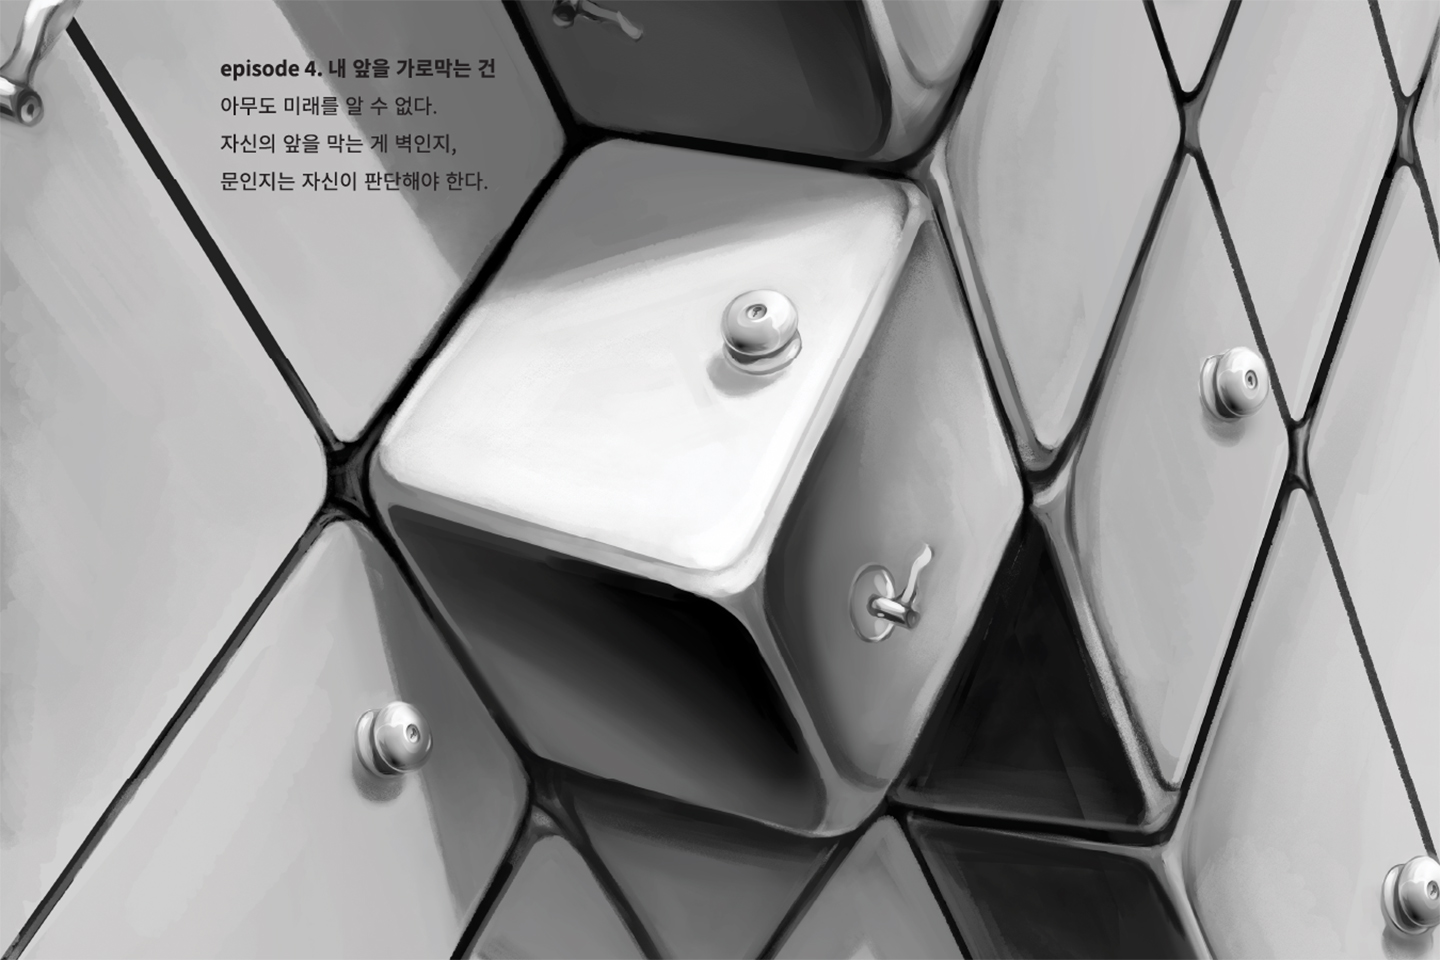 episode 4. 내 앞을 가로막는 건
아무도 미래를 알 수 없다.
자신의 앞을 막는 게 벽인지,
문인지는 자신이 판단해야 한다.